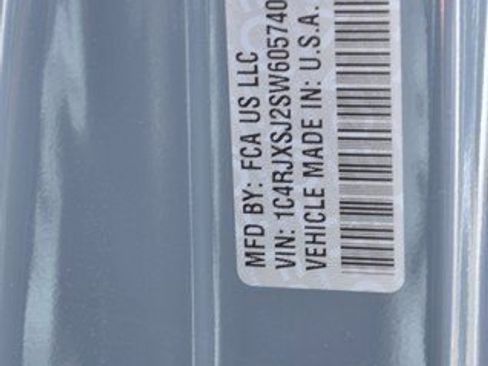 MFD BY: FCA US LLC
VIN: 1C4RJXSJ2SW605740
VEHICLE MADE IN: U.S.A.